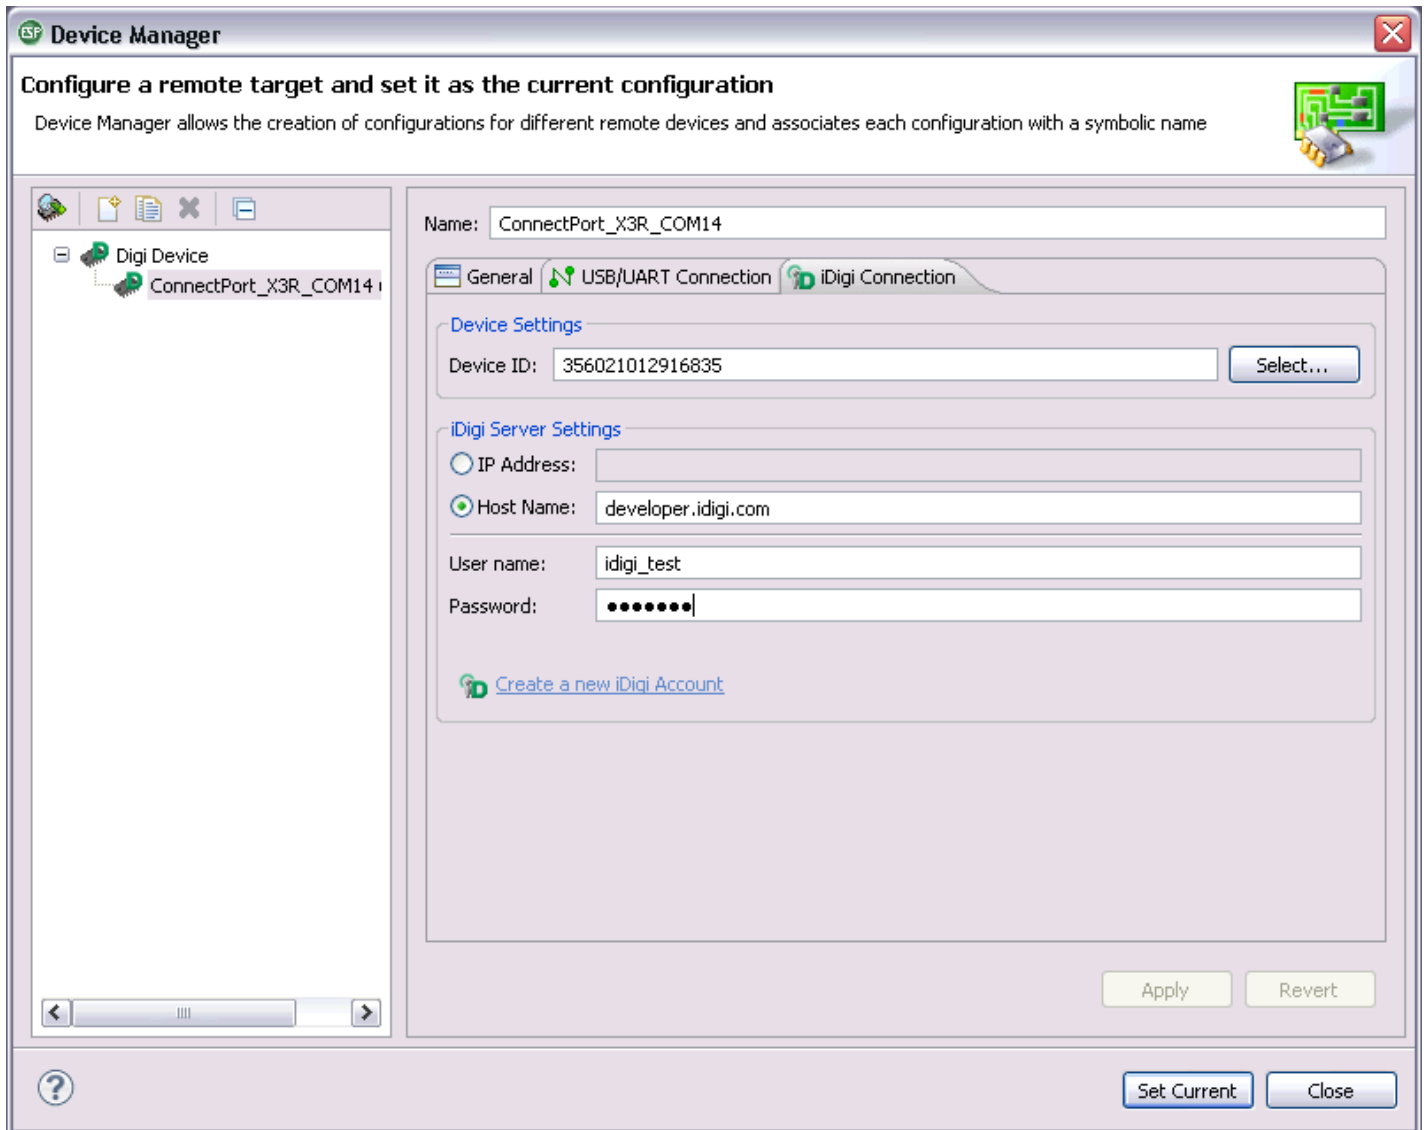 ESP Device Manager
Configure a remote target and set it as the current configuration
Device Manager allows the creation of configurations for different remote devices and associates each configuration with a symbolic name
Digi Device
ConnectPort_X3R_COM14
Name: ConnectPort_X3R_COM14
General USB/UART Connection iDigi Connection
Device Settings
Device ID: 356021012916835 Select...
iDigi Server Settings
IP Address:
Host Name: developer.idigi.com
User name: idigi_test
Password: ●●●●●●●
Create a new iDigi Account
Apply Revert
? Set Current Close